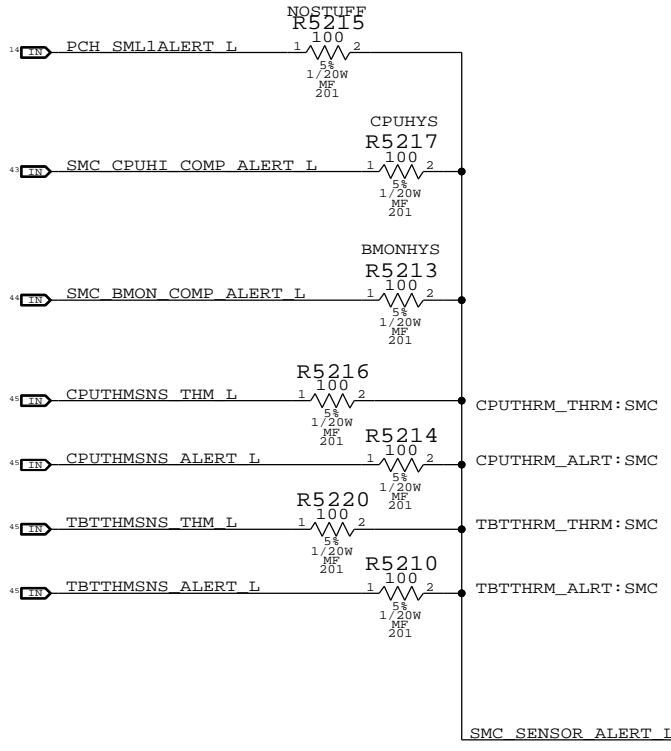 NOSTUFF
R5215
100
14 IN PCH_SML1ALERT_L 1 2
5%
1/20W
MF
201
CPUHYS
R5217
100
43 IN SMC_CPUHI_COMP_ALERT_L 1 2
5%
1/20W
MF
201
BMONHYS
R5213
100
44 IN SMC_BMON_COMP_ALERT_L 1 2
5%
1/20W
MF
201
R5216
100
45 IN CPUTHMSNS_THM_L 1 2
CPUTHRM_THRM:SMC
5%
1/20W
MF
201
R5214
100
45 IN CPUTHMSNS_ALERT_L 1 2
CPUTHRM_ALRT:SMC
5%
1/20W
MF
201
R5220
100
45 IN TBTTHMSNS_THM_L 1 2
TBTTHRM_THRM:SMC
5%
1/20W
MF
201
R5210
100
45 IN TBTTHMSNS_ALERT_L 1 2
TBTTHRM_ALRT:SMC
5%
1/20W
MF
201
SMC_SENSOR_ALERT_L